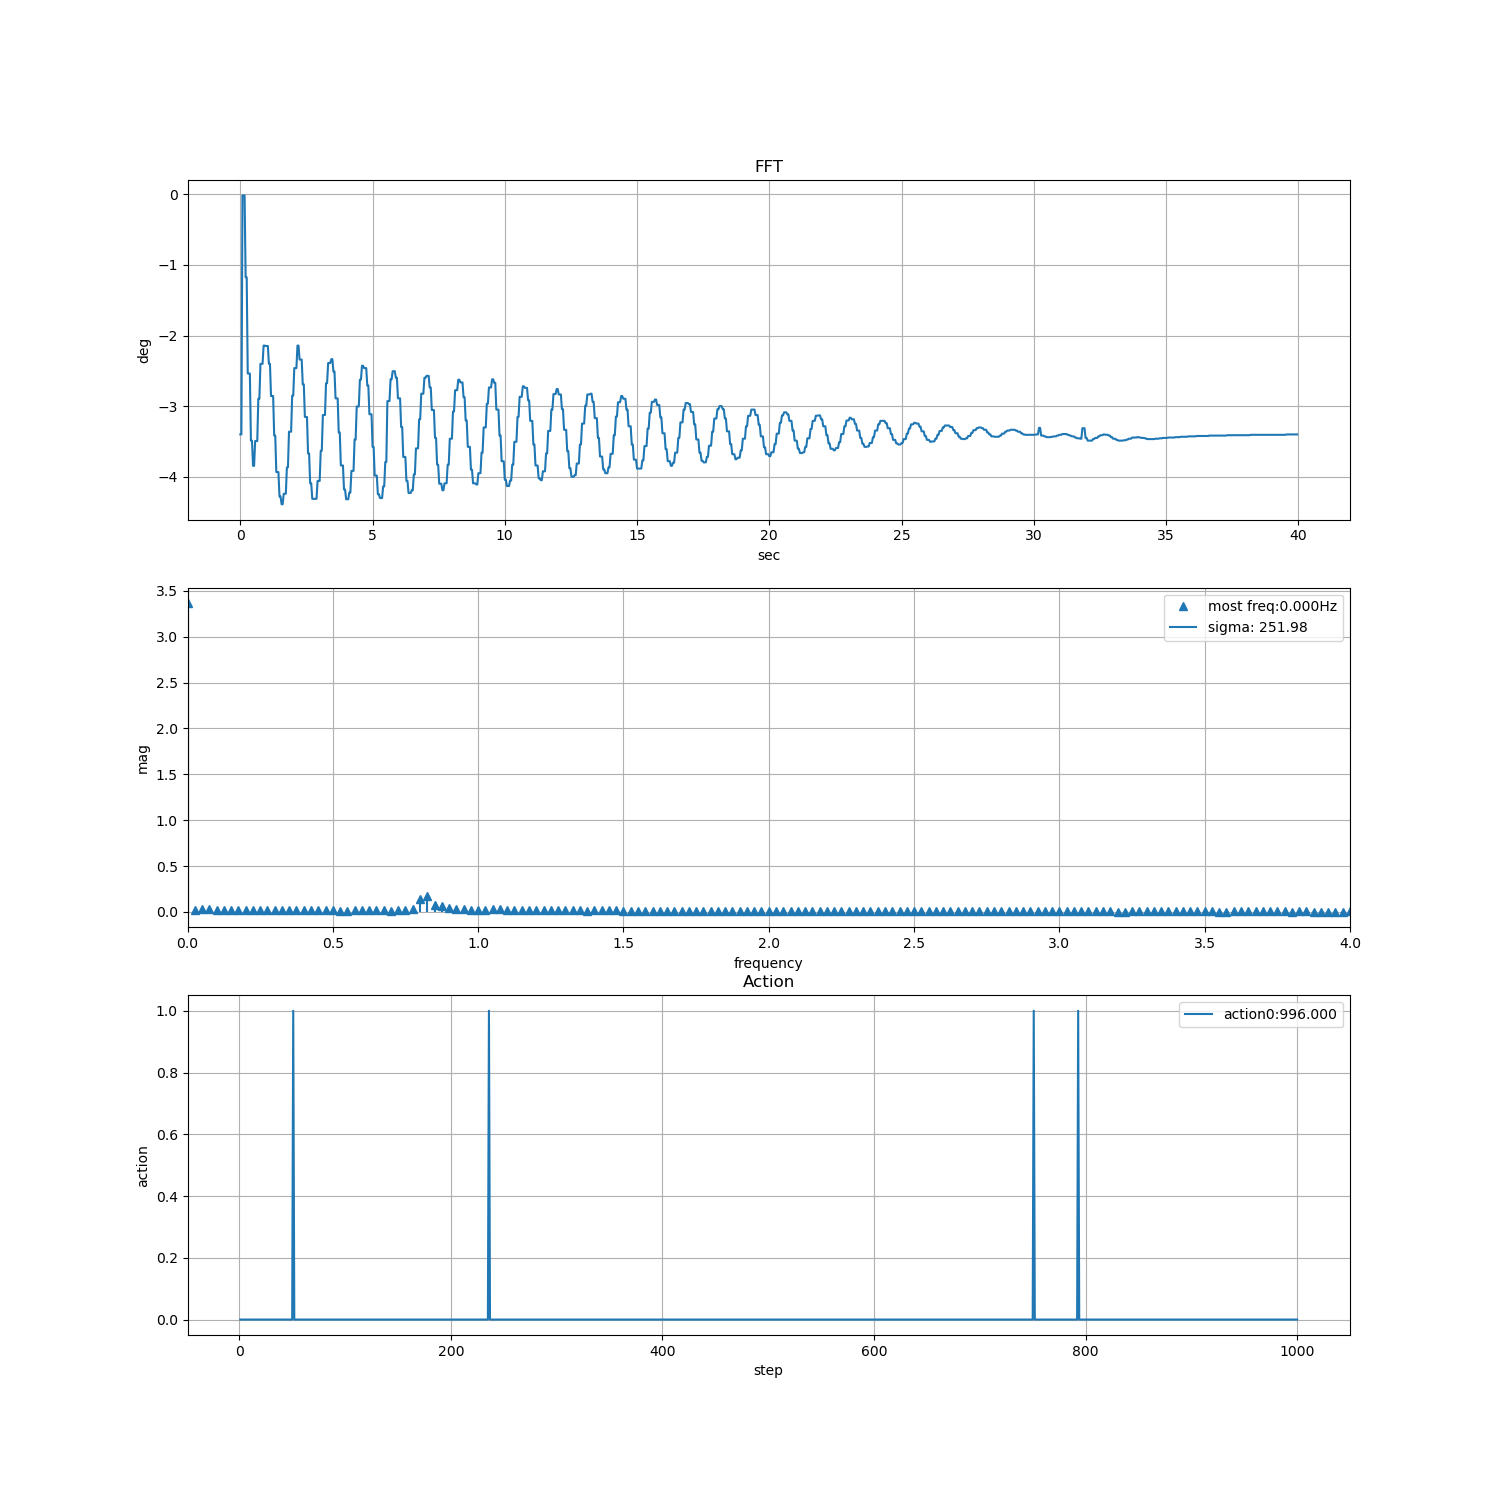 FFT
0
−1
−2
−3
−4
deg
0 5 10 15 20 25 30 35 40
sec
3.5
3.0
2.5
2.0
1.5
1.0
0.5
0.0
mag
most freq:0.000Hz
sigma: 251.98
0.0 0.5 1.0 1.5 2.0 2.5 3.0 3.5 4.0
frequency
Action
1.0
0.8
0.6
0.4
0.2
0.0
action
action0:996.000
0 200 400 600 800 1000
step